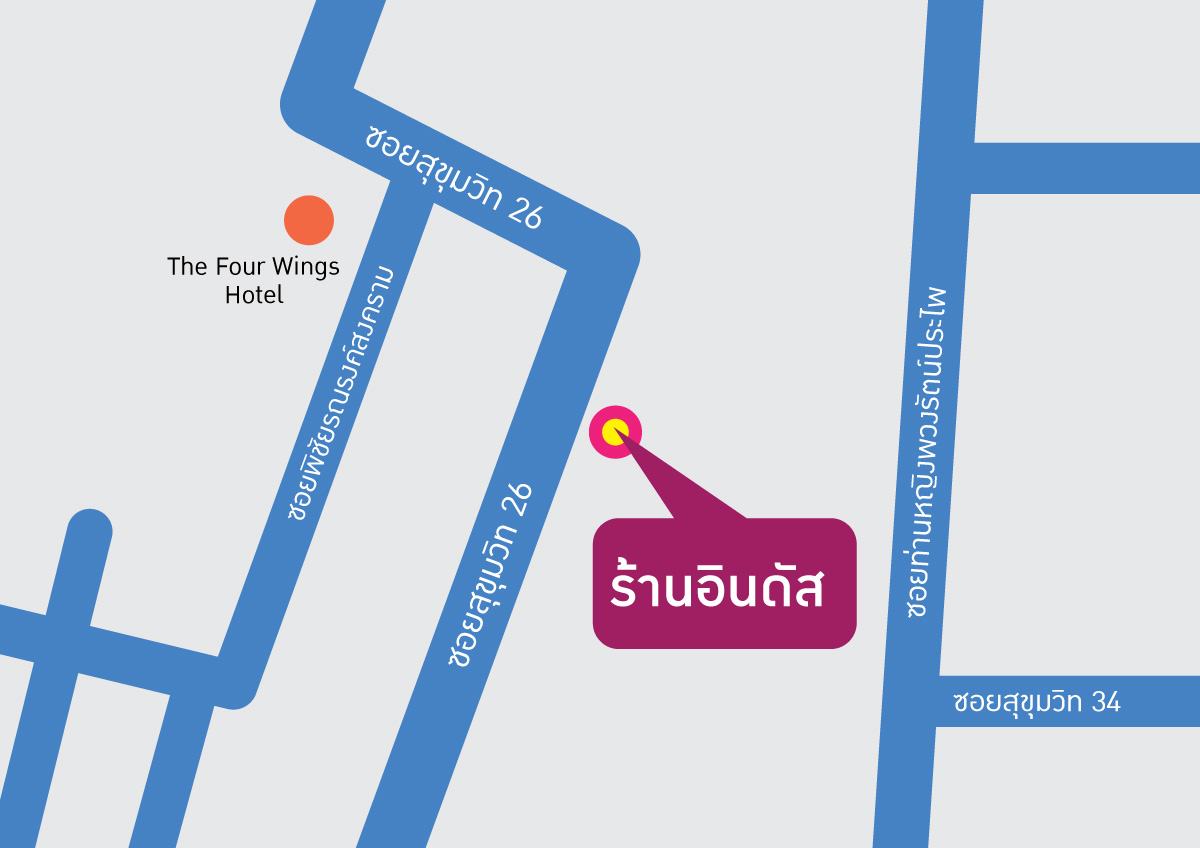 ซอยสุขุมวิท 26
The Four Wings
Hotel
ซอยพิชัยรณรงค์สงคราม
ซอยท่านหญิงพวงรัตน์ประไพ
ซอยสุขุมวิท 26
ร้านอินดัส
ซอยสุขุมวิท 34